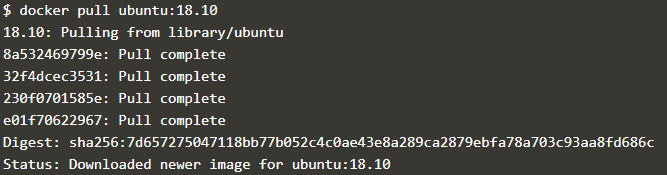 $ docker pull ubuntu:18.10
18.10: Pulling from library/ubuntu
8a532469799e: Pull complete
32f4dcec3531: Pull complete
230f0701585e: Pull complete
e01f70622967: Pull complete
Digest: sha256:7d657275047118bb77b052c4c0ae43e8a289ca2879ebfa78a703c93aa8fd686c
Status: Downloaded newer image for ubuntu:18.10